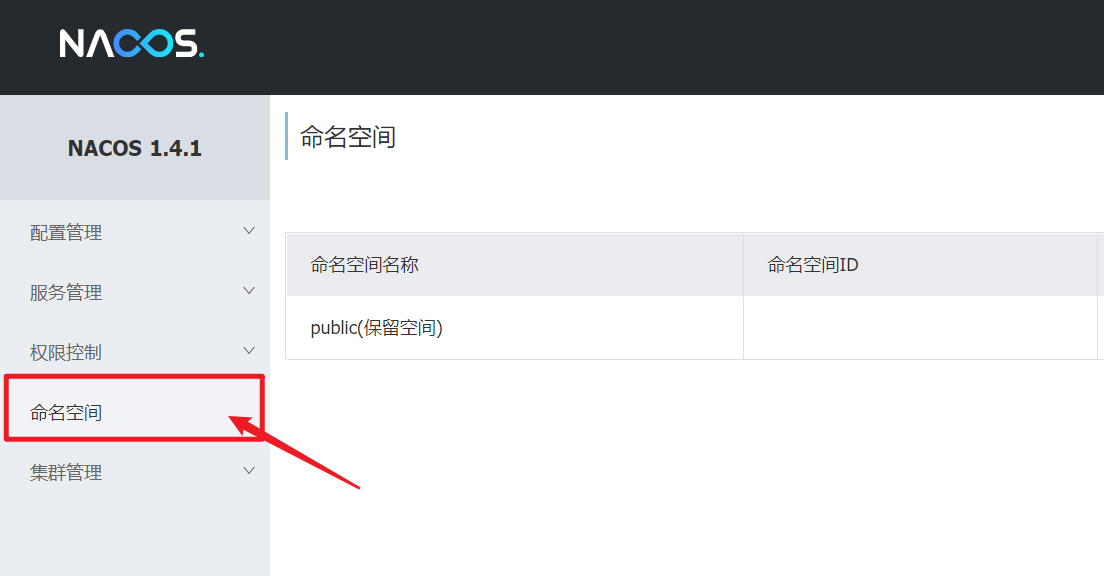 NACOS.
NACOS 1.4.1
配置管理
服务管理
权限控制
命名空间
集群管理
命名空间
命名空间名称 命名空间ID
public(保留空间)